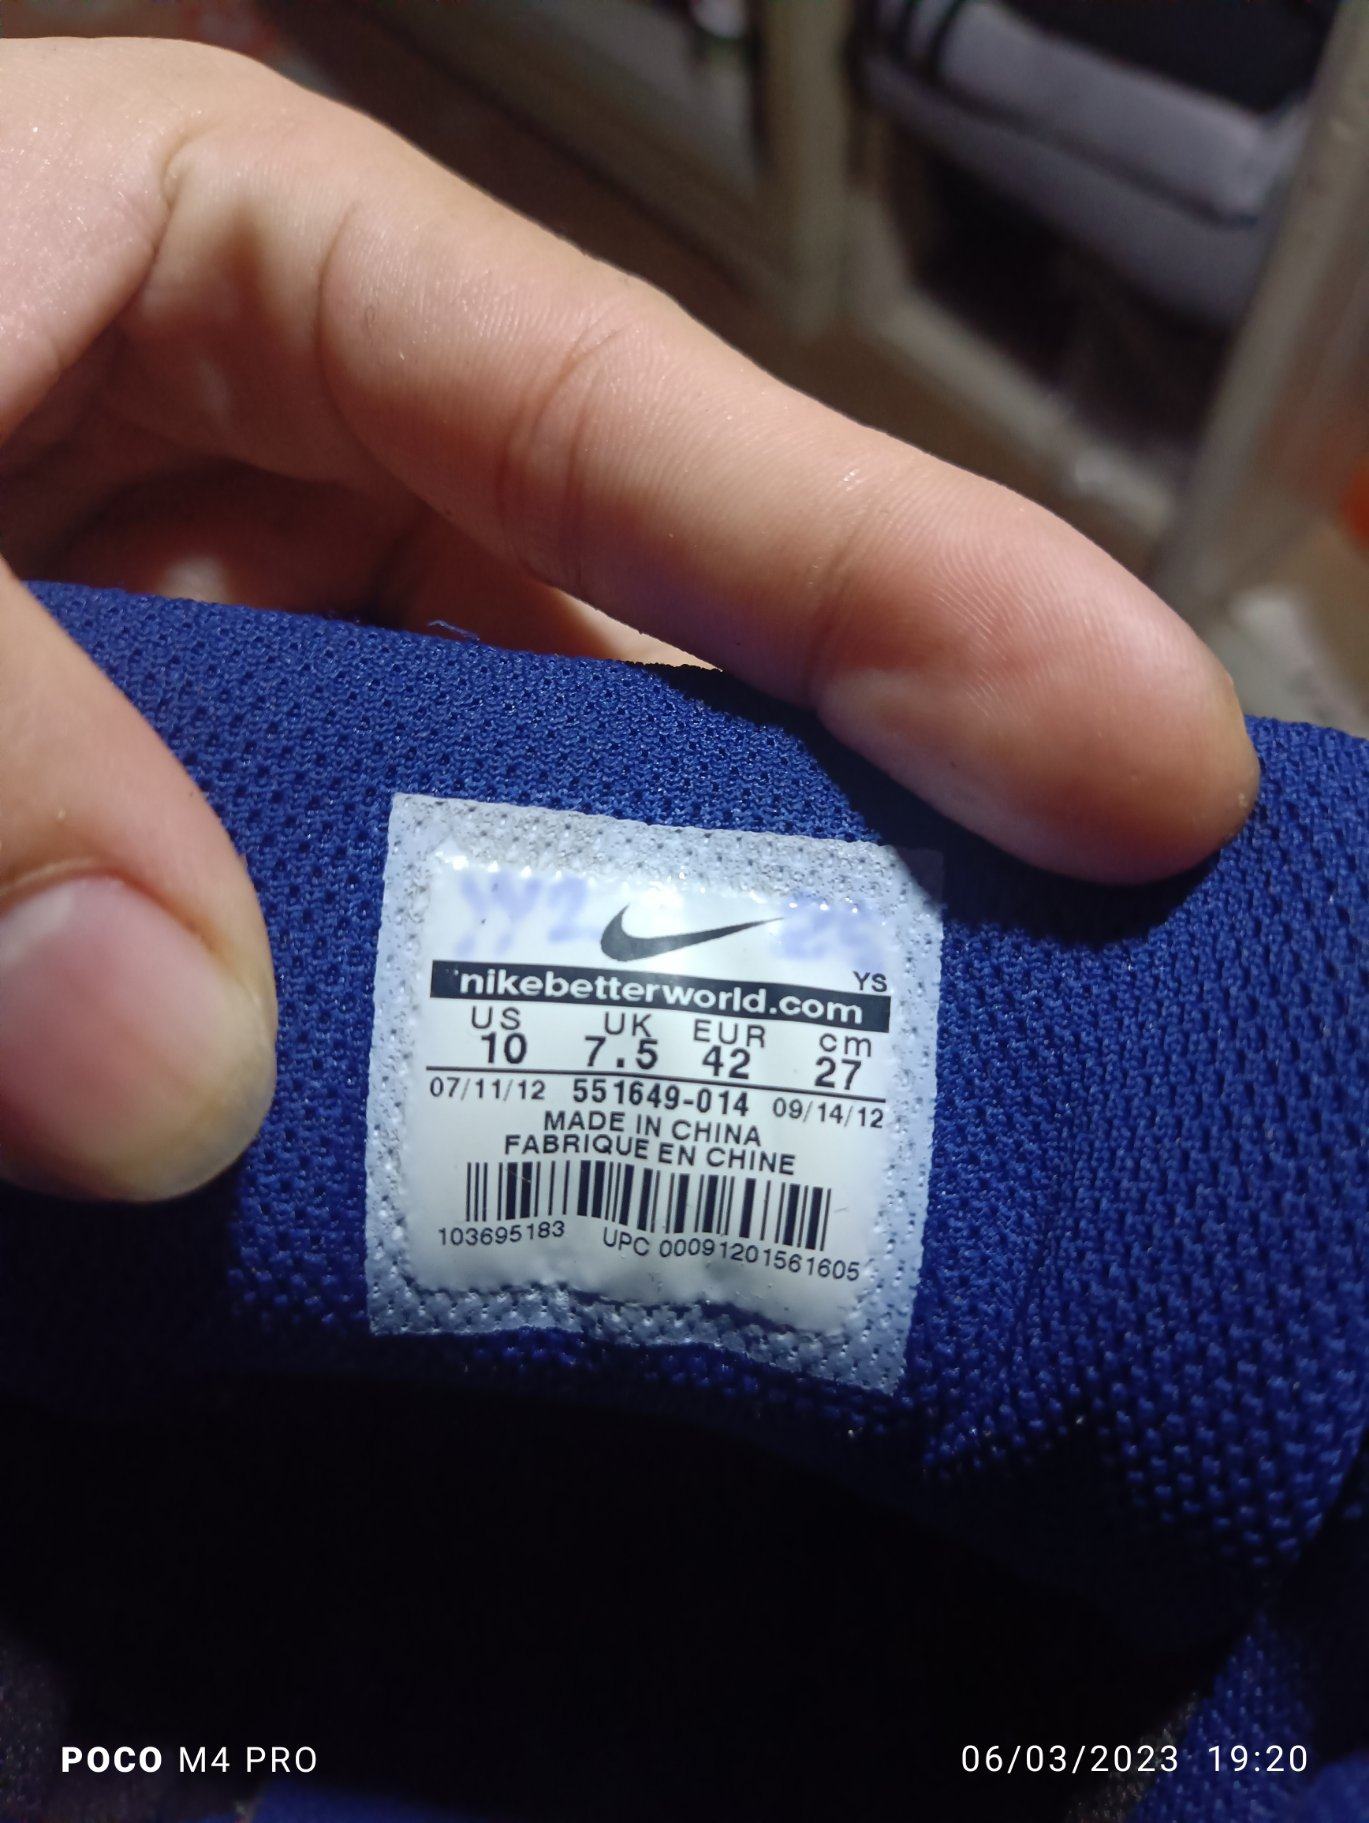 YS
nikebetterworld.com
US UK EUR cm
10 7.5 42 27
07/11/12 551649-014 09/14/12
MADE IN CHINA
FABRIQUE EN CHINE
103695183 UPC 00091201561605
POCO M4 PRO
06/03/2023 19:20